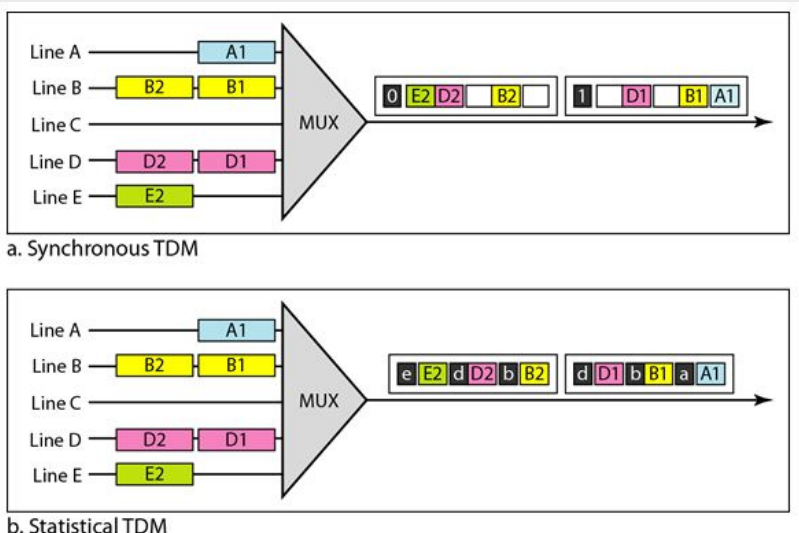 Line A A1
Line B B2 B1
Line C
Line D D2 D1
Line E E2
MUX
0 E2 D2 B2 1 D1 B1 A1
a. Synchronous TDM
Line A A1
Line B B2 B1
Line C
Line D D2 D1
Line E E2
MUX
e E2 d D2 b B2 d D1 b B1 a A1
b. Statistical TDM